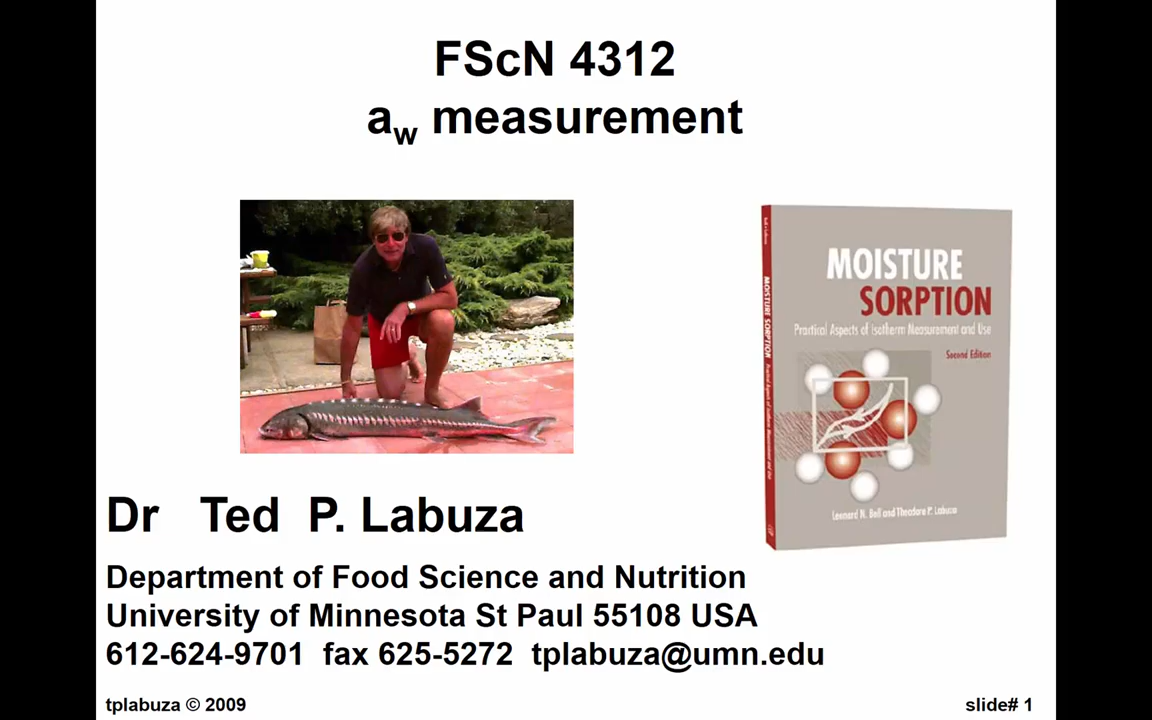 FScN 4312
aw measurement
MOISTURE
SORPTION
Practical Aspects of Isotherm Measurement and Use
Second Edition
MOISTURE SORPTION
Leonard N. Bell and Theodore P. Labuza
Dr Ted P. Labuza
Department of Food Science and Nutrition
University of Minnesota St Paul 55108 USA
612-624-9701 fax 625-5272 tplabuza@umn.edu
tplabuza © 2009
slide# 1